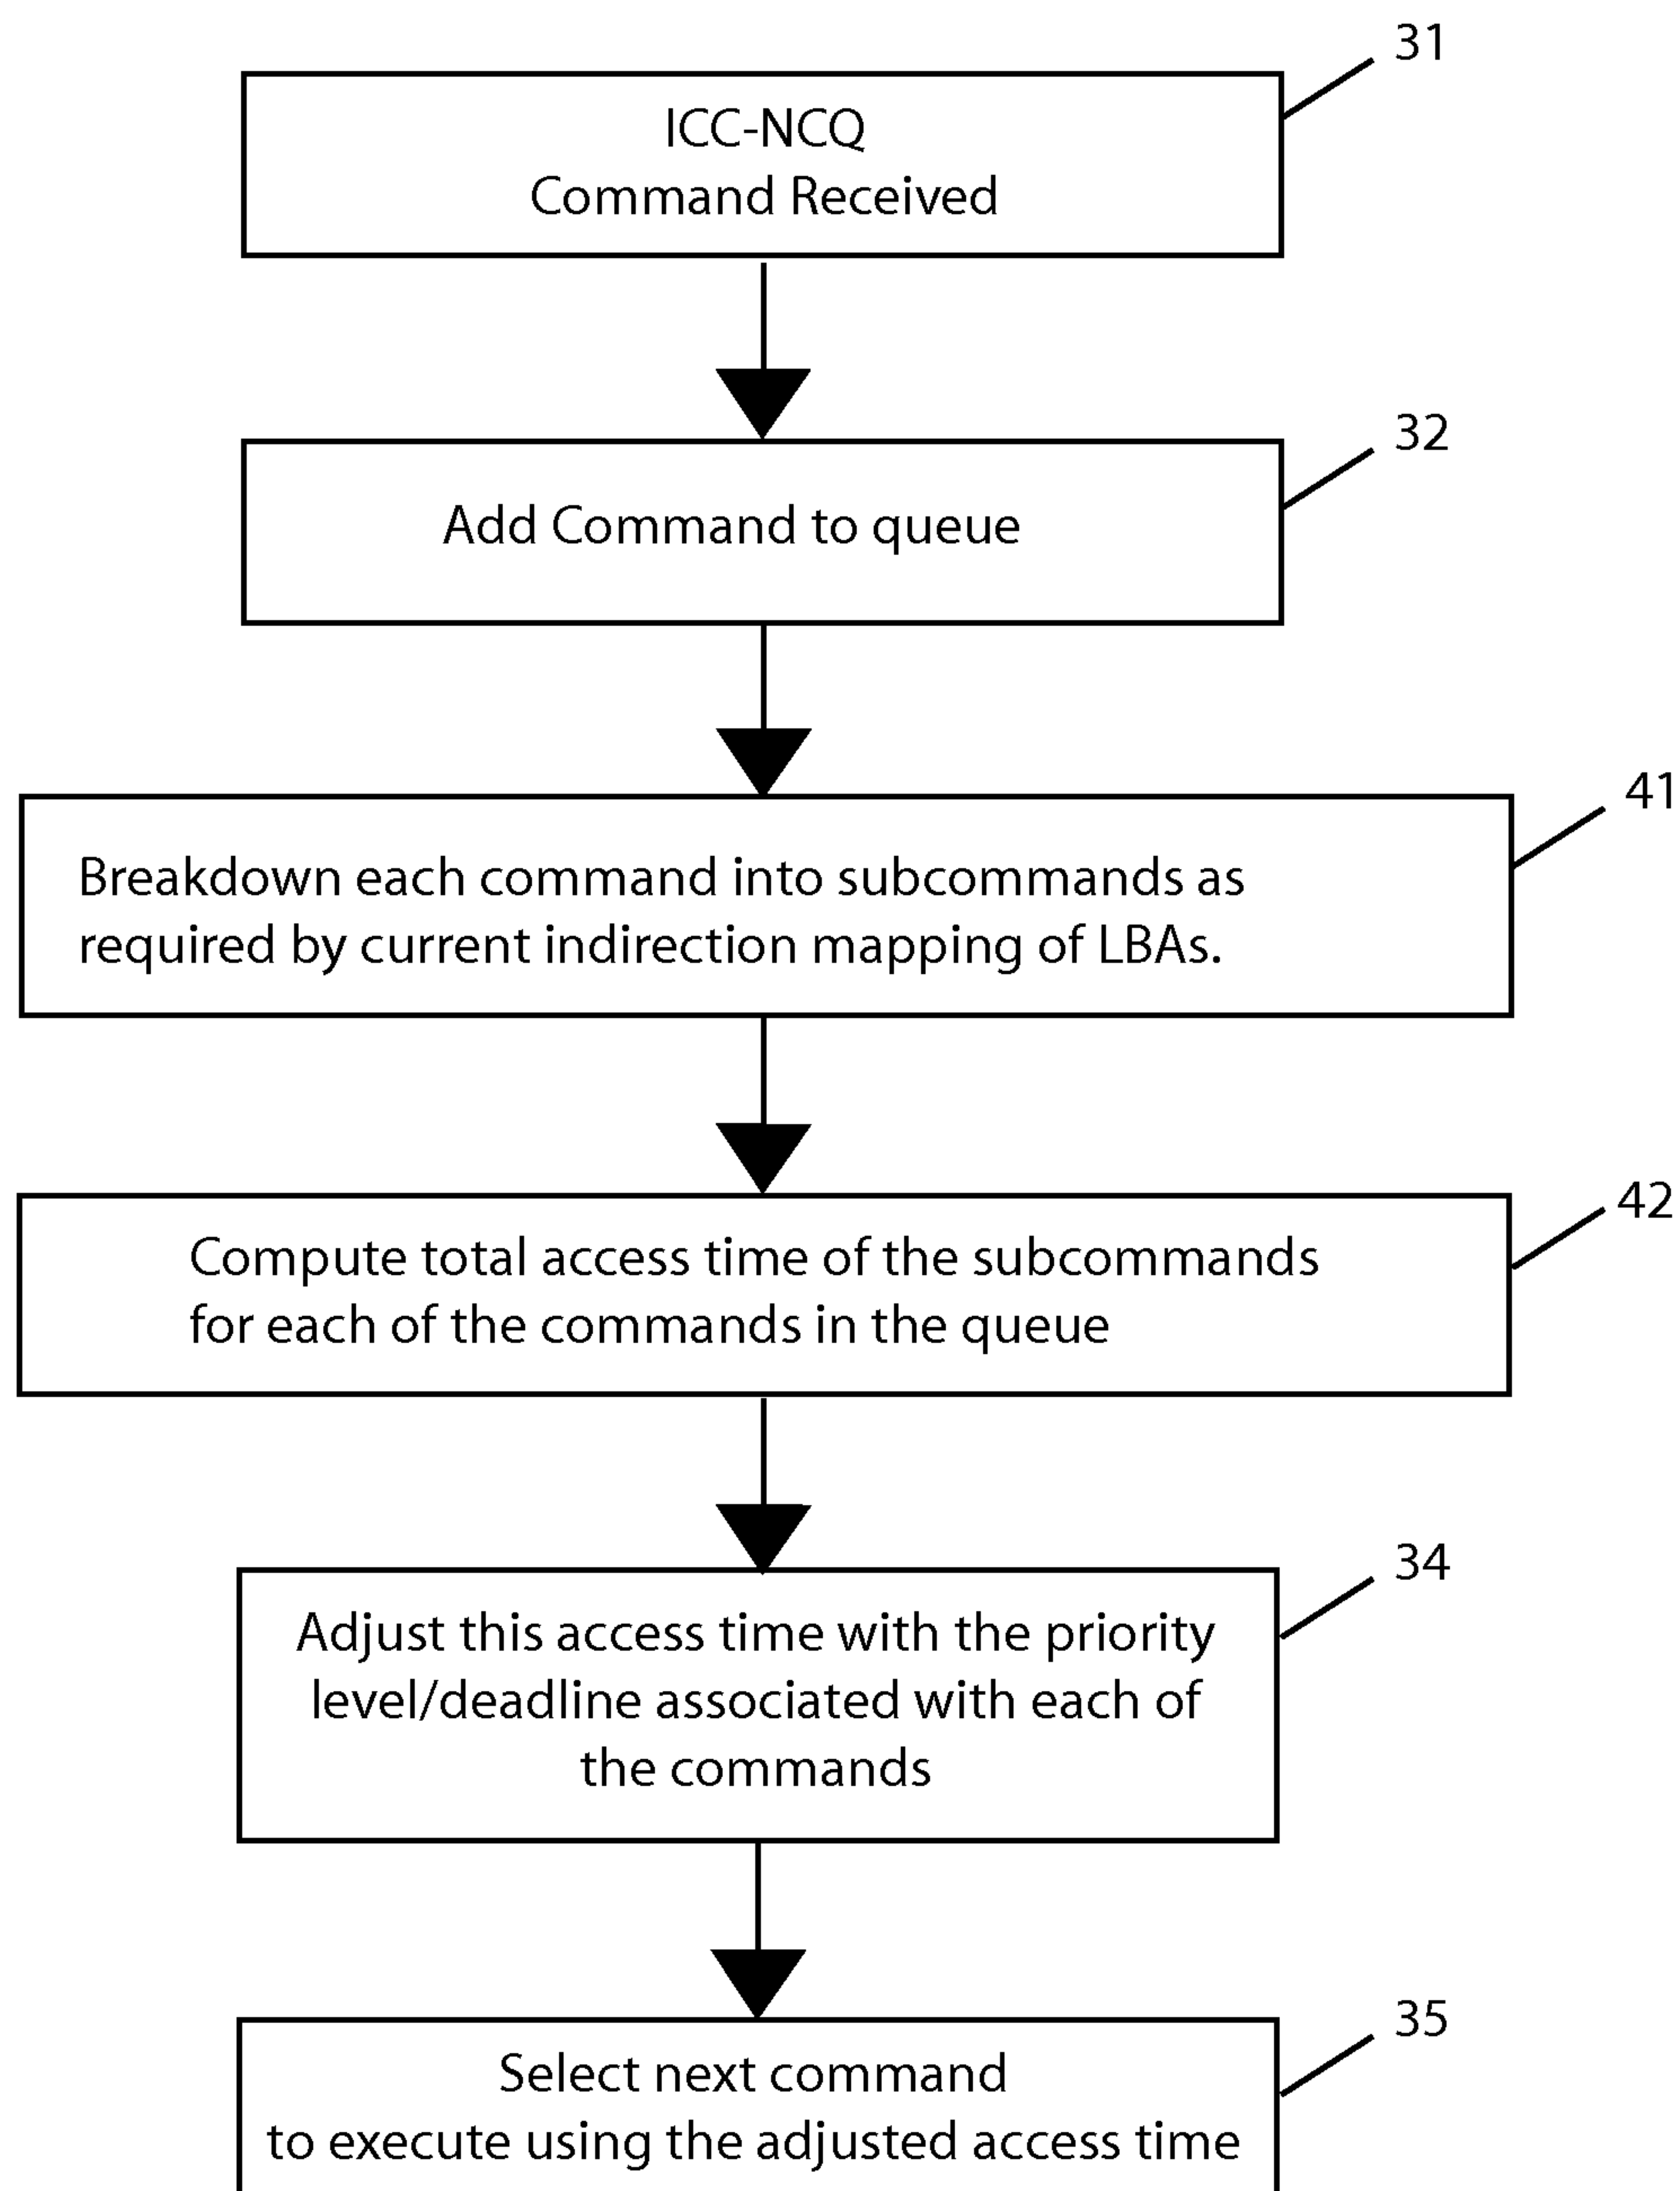 31
ICC-NCQ
Command Received
32
Add Command to queue
41
Breakdown each command into subcommands as
required by current indirection mapping of LBAs.
42
Compute total access time of the subcommands
for each of the commands in the queue
34
Adjust this access time with the priority
level/deadline associated with each of
the commands
35
Select next command
to execute using the adjusted access time